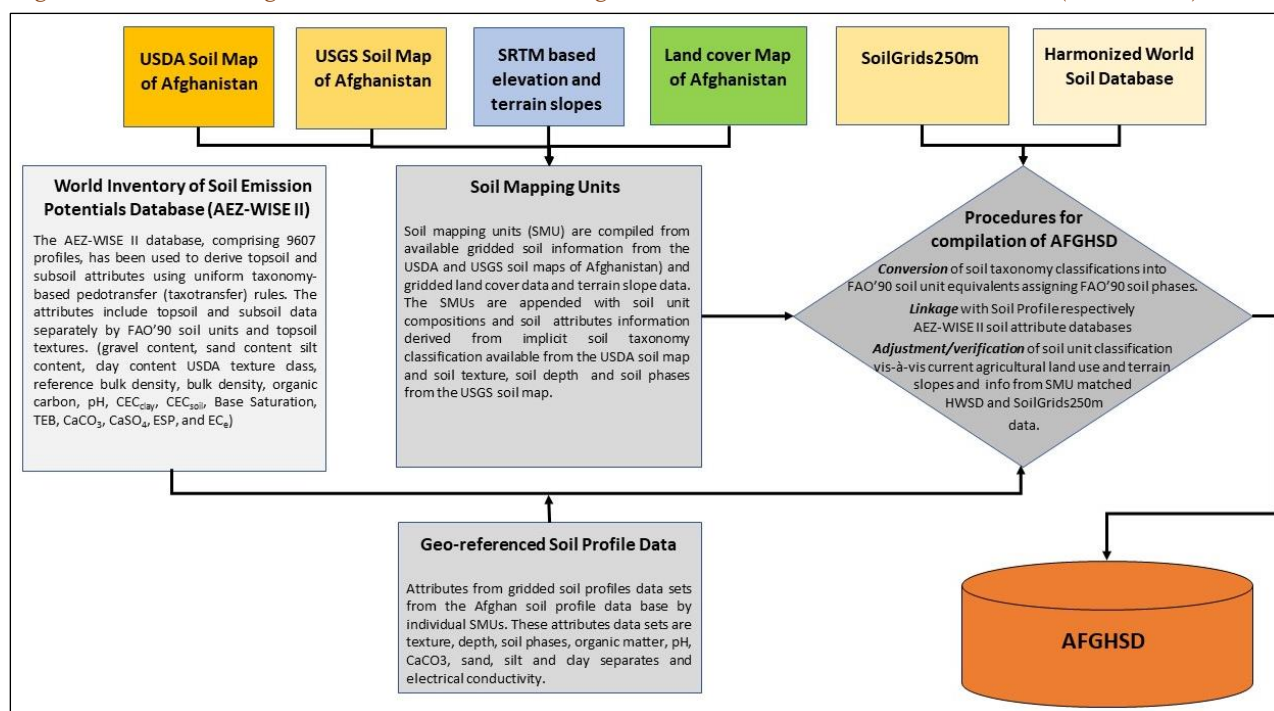 USDA Soil Map
of Afghanistan
USGS Soil Map
of Afghanistan
SRTM based
elevation and
terrain slopes
Land cover Map
of Afghanistan
SoilGrids250m
Harmonized World
Soil Database
World Inventory of Soil Emission
Potentials Database (AEZ-WISE II)
The AEZ-WISE II database, comprising 9607
profiles, has been used to derive topsoil and
subsoil attributes using uniform taxonomy-
based pedotransfer (taxotransfer) rules. The
attributes include topsoil and subsoil data
separately by FAO’90 soil units and topsoil
textures. (gravel content, sand content silt
content, clay content USDA texture class,
reference bulk density, bulk density, organic
carbon, pH, CECclay, CECsoil, Base Saturation,
TEB, CaCO3, CaSO4, ESP, and ECe)
Soil Mapping Units
Soil mapping units (SMU) are compiled from
available gridded soil information from the
USDA and USGS soil maps of Afghanistan) and
gridded land cover data and terrain slope data.
The SMUs are appended with soil unit
compositions and soil attributes information
derived from implicit soil taxonomy
classification available from the USDA soil map
and soil texture, soil depth and soil phases
from the USGS soil map.
Procedures for
compilation of AFGHSD
Conversion of soil taxonomy classifications into
FAO’90 soil unit equivalents assigning FAO’90 soil phases.
Linkage with Soil Profile respectively
AEZ-WISE II soil attribute databases
Adjustment/verification of soil unit classification
vis-à-vis current agricultural land use and terrain
slopes and info from SMU matched
HWSD and SoilGrids250m
data.
Geo-referenced Soil Profile Data
Attributes from gridded soil profiles data sets
from the Afghan soil profile data base by
individual SMUs. These attributes data sets are
texture, depth, soil phases, organic matter, pH,
CaCO3, sand, silt and clay separates and
electrical conductivity.
AFGHSD